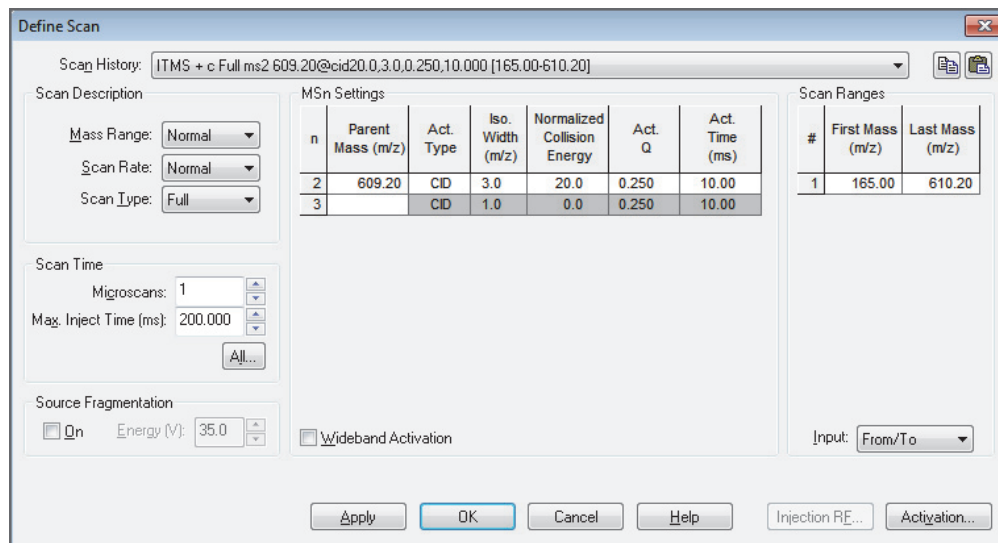 Define Scan
Scan History: ITMS + c Full ms2 609.20@cid20.0,3.0,0.250,10.000 [165.00-610.20]
Scan Description
Mass Range: Normal
Scan Rate: Normal
Scan Type: Full
Scan Time
Microscans: 1
Max. Inject Time (ms): 200.000
All...
Source Fragmentation
On Energy (V): 35.0
MSn Settings
n Parent Mass (m/z) Act. Type Iso. Width (m/z) Normalized Collision Energy Act. Q Act. Time (ms)
2 609.20 CID 3.0 20.0 0.250 10.00
3 CID 1.0 0.0 0.250 10.00
Wideband Activation
Scan Ranges
# First Mass (m/z) Last Mass (m/z)
1 165.00 610.20
Input: From/To
Apply OK Cancel Help Injection RF... Activation...